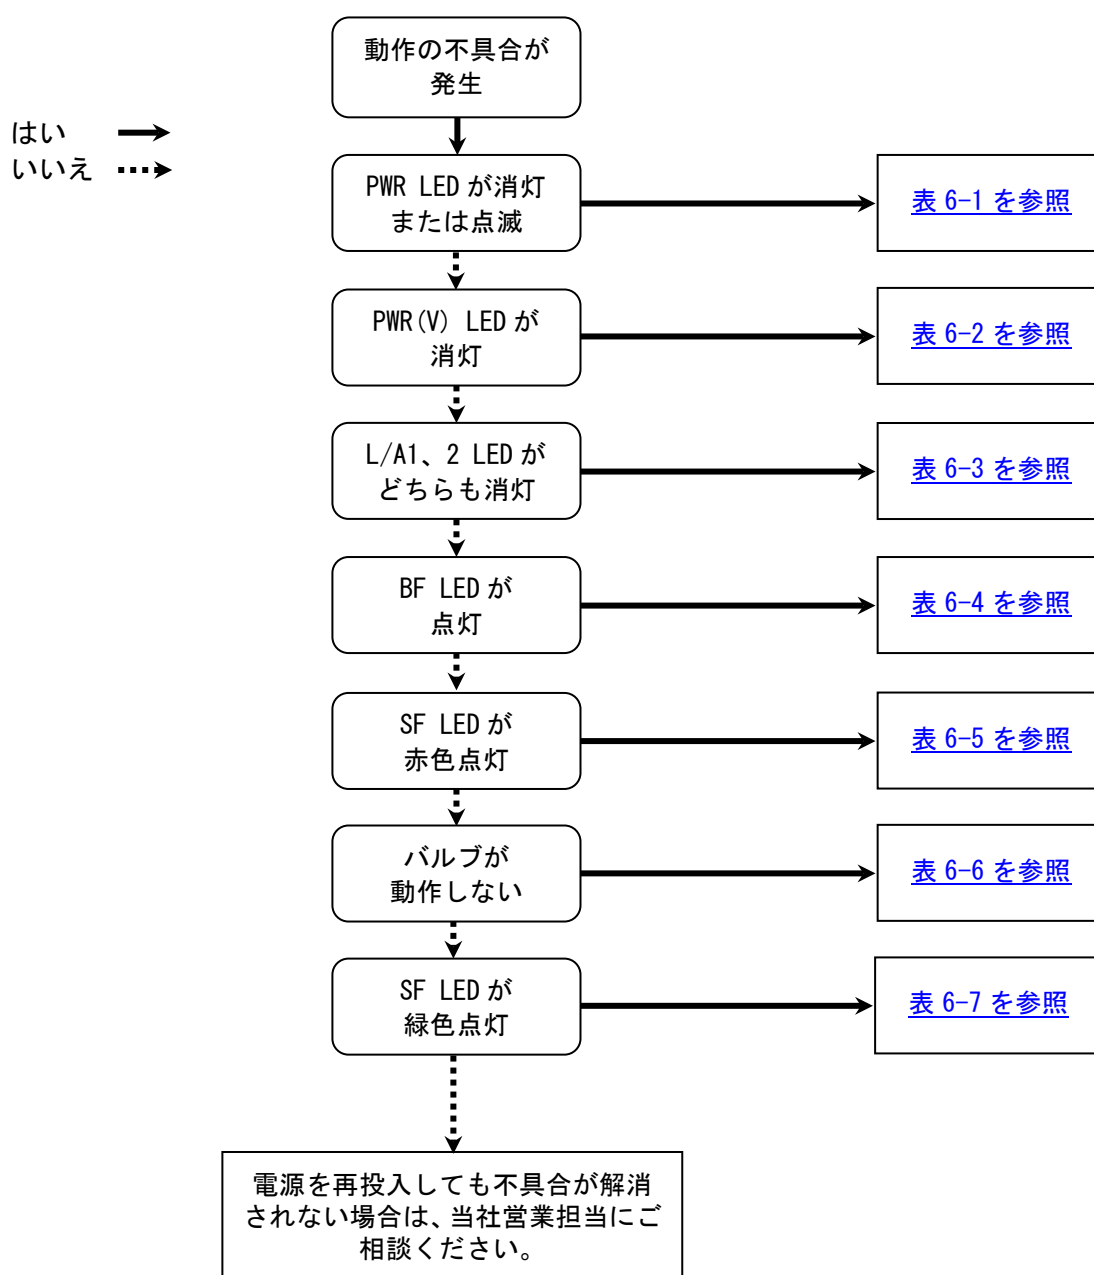 動作の不具合が
発生
はい
いいえ
PWR LED が消灯
または点滅
表 6-1 を参照
PWR(V) LED が
消灯
表 6-2 を参照
L/A1、2 LED が
どちらも消灯
表 6-3 を参照
BF LED が
点灯
表 6-4 を参照
SF LED が
赤色点灯
表 6-5 を参照
バルブが
動作しない
表 6-6 を参照
SF LED が
緑色点灯
表 6-7 を参照
電源を再投入しても不具合が解消
されない場合は、当社営業担当にご
相談ください。